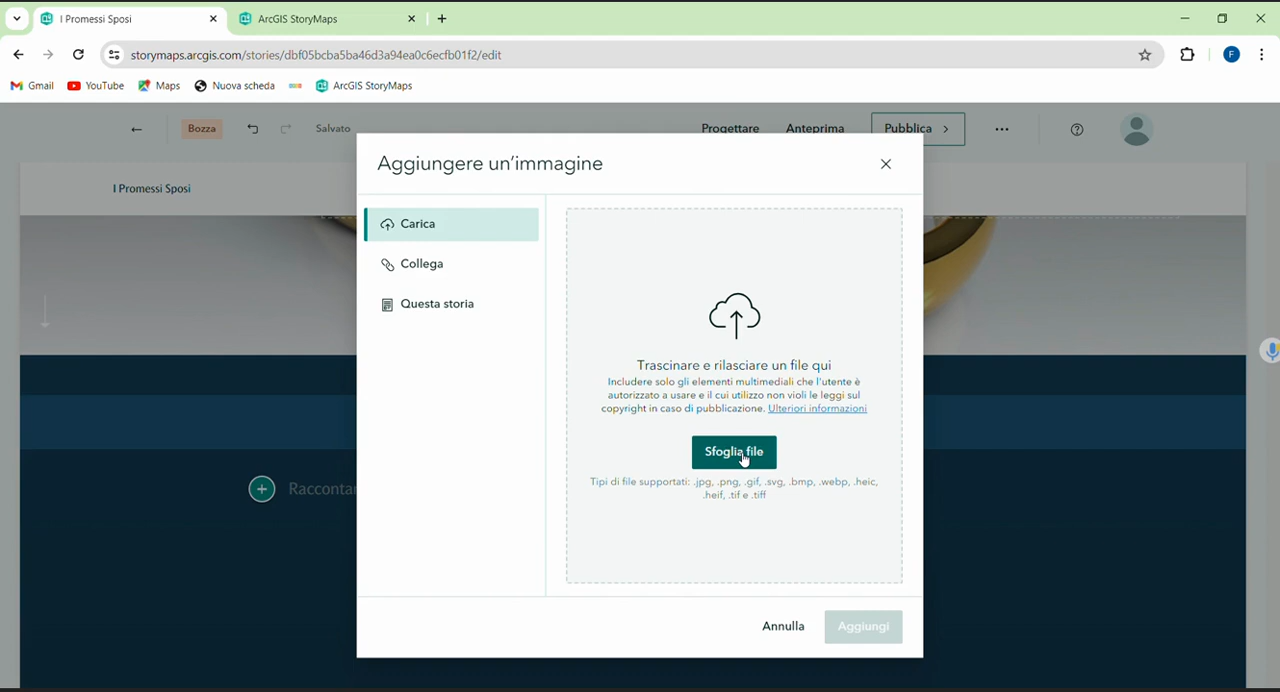 I Promessi Sposi
ArcGIS StoryMaps
storymaps.arcgis.com/stories/dbf05bcba5ba46d3a94ea0c6ecfb01f2/edit
F
Gmail
YouTube
Maps
Nuova scheda
ArcGIS StoryMaps
Bozza
Salvato
Progettare
Anteprima
Pubblica
I Promessi Sposi
Aggiungere un'immagine
Carica
Collega
Questa storia
Trascinare e rilasciare un file qui
Includere solo gli elementi multimediali che l'utente è
autorizzato a usare e il cui utilizzo non violi le leggi sul
copyright in caso di pubblicazione. Ulteriori informazioni
Sfoglia file
Tipi di file supportati: .jpg, .png, .gif, .svg, .bmp, .webp, .heic,
.heif, .tif e .tiff
Raccontar
Annulla
Aggiungi